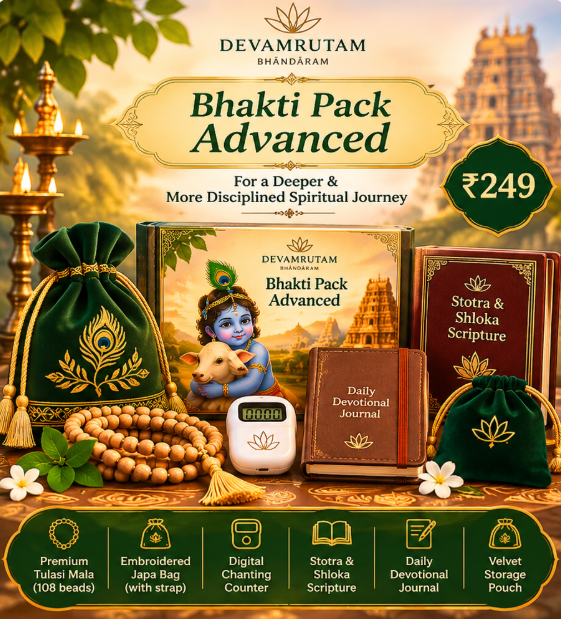 DEVAMRUTAM
BHĀNDĀRAM
Bhakti Pack
Advanced
For a Deeper &
More Disciplined Spiritual Journey
₹249
DEVAMRUTAM
BHĀNDĀRAM
Bhakti Pack
Advanced
Stotra &
Shloka
Scripture
Daily
Devotional
Journal
0000
Premium
Tulasi Mala
(108 beads)
Embroidered
Japa Bag
(with strap)
Digital
Chanting
Counter
Stotra &
Shloka
Scripture
Daily
Devotional
Journal
Velvet
Storage
Pouch